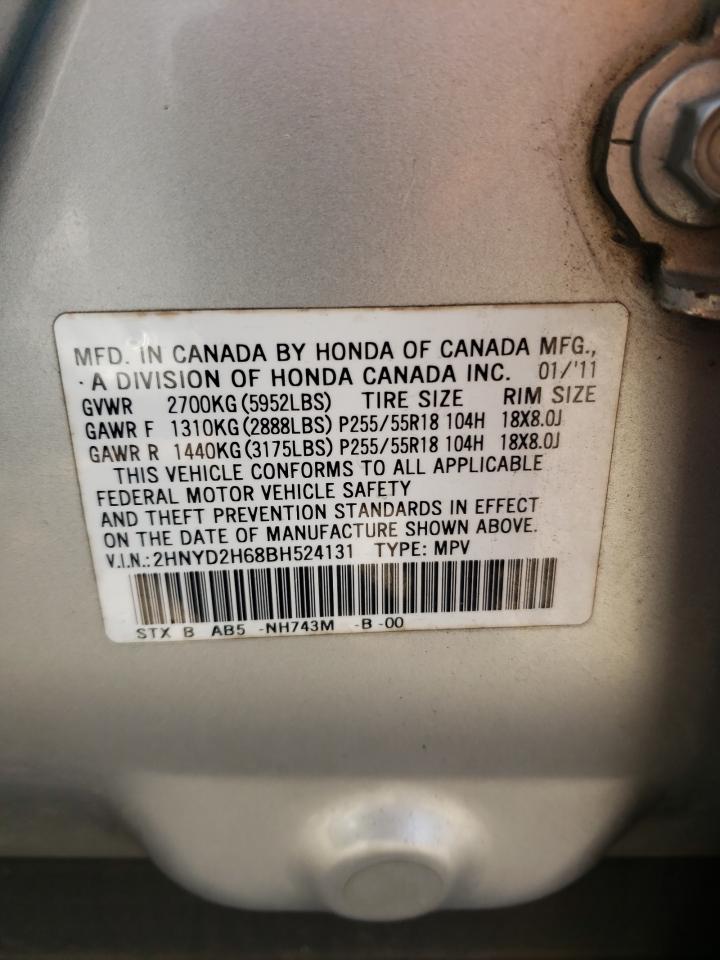 MFD. IN CANADA BY HONDA OF CANADA MFG.,
· A DIVISION OF HONDA CANADA INC. 01/'11
GVWR 2700KG(5952LBS) TIRE SIZE RIM SIZE
GAWR F 1310KG(2888LBS) P255/55R18 104H 18X8.0J
GAWR R 1440KG(3175LBS) P255/55R18 104H 18X8.0J
THIS VEHICLE CONFORMS TO ALL APPLICABLE
FEDERAL MOTOR VEHICLE SAFETY
AND THEFT PREVENTION STANDARDS IN EFFECT
ON THE DATE OF MANUFACTURE SHOWN ABOVE.
V.I.N.:2HNYD2H68BH524131 TYPE: MPV
STX B AB5 -NH743M -B -00